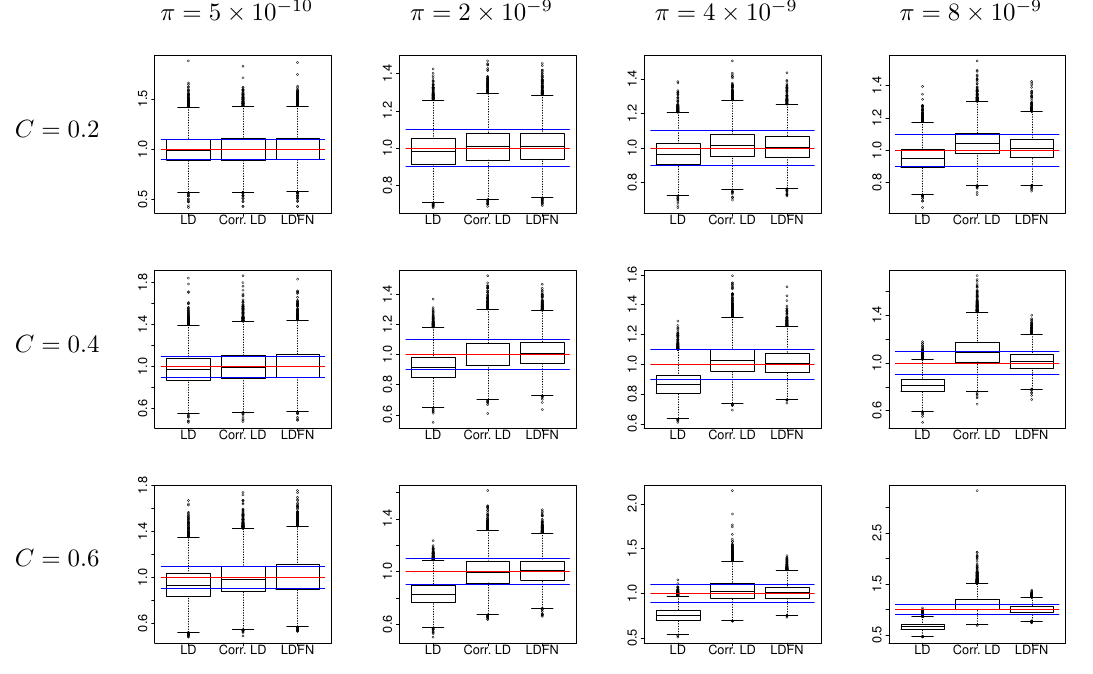 π = 5 × 10⁻¹⁰ π = 2 × 10⁻⁹ π = 4 × 10⁻⁹ π = 8 × 10⁻⁹
C = 0.2
0.5 1.0 1.5
LD Corr. LD LDFN
0.8 1.0 1.2 1.4
LD Corr. LD LDFN
0.8 1.0 1.2 1.4
LD Corr. LD LDFN
0.8 1.0 1.2 1.4
LD Corr. LD LDFN
C = 0.4
0.6 1.0 1.4 1.8
LD Corr. LD LDFN
0.6 0.8 1.0 1.2 1.4
LD Corr. LD LDFN
0.6 0.8 1.0 1.2 1.4 1.6
LD Corr. LD LDFN
0.6 1.0 1.4
LD Corr. LD LDFN
C = 0.6
0.6 1.0 1.4 1.8
LD Corr. LD LDFN
0.6 1.0 1.4
LD Corr. LD LDFN
0.5 1.0 1.5 2.0
LD Corr. LD LDFN
0.5 1.5 2.5
LD Corr. LD LDFN